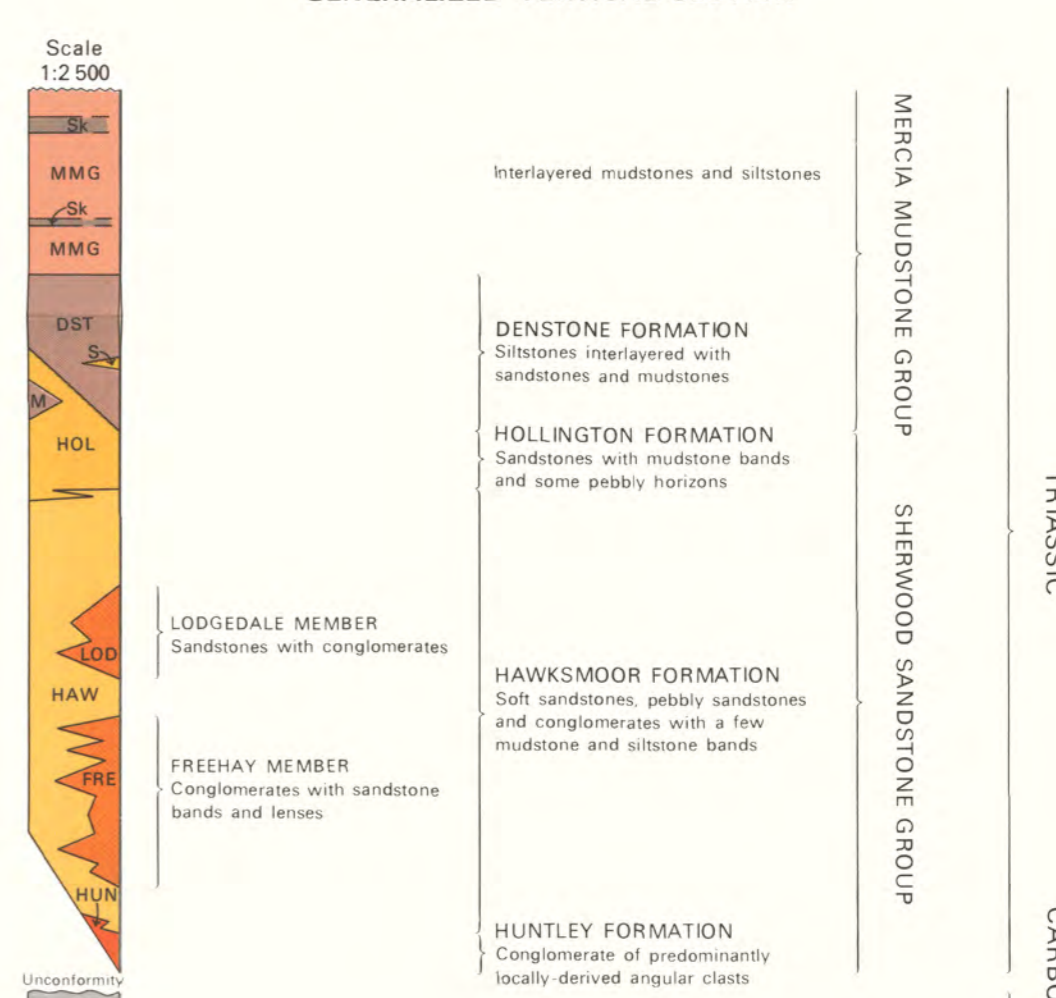 Scale
1:2 500
Sk
MMG
Sk
MMG
DST
S
M
HOL
LOD
HAW
FRE
HUN
Unconformity
LODGEDALE MEMBER
Sandstones with conglomerates
FREEHAY MEMBER
Conglomerates with sandstone
bands and lenses
Interlayered mudstones and siltstones
DENSTONE FORMATION
Siltstones interlayered with
sandstones and mudstones
HOLLINGTON FORMATION
Sandstones with mudstone bands
and some pebbly horizons
HAWKSMOOR FORMATION
Soft sandstones, pebbly sandstones
and conglomerates with a few
mudstone and siltstone bands
HUNTLEY FORMATION
Conglomerate of predominantly
locally-derived angular clasts
MERCIA MUDSTONE GROUP
SHERWOOD SANDSTONE GROUP
TRIASSIC